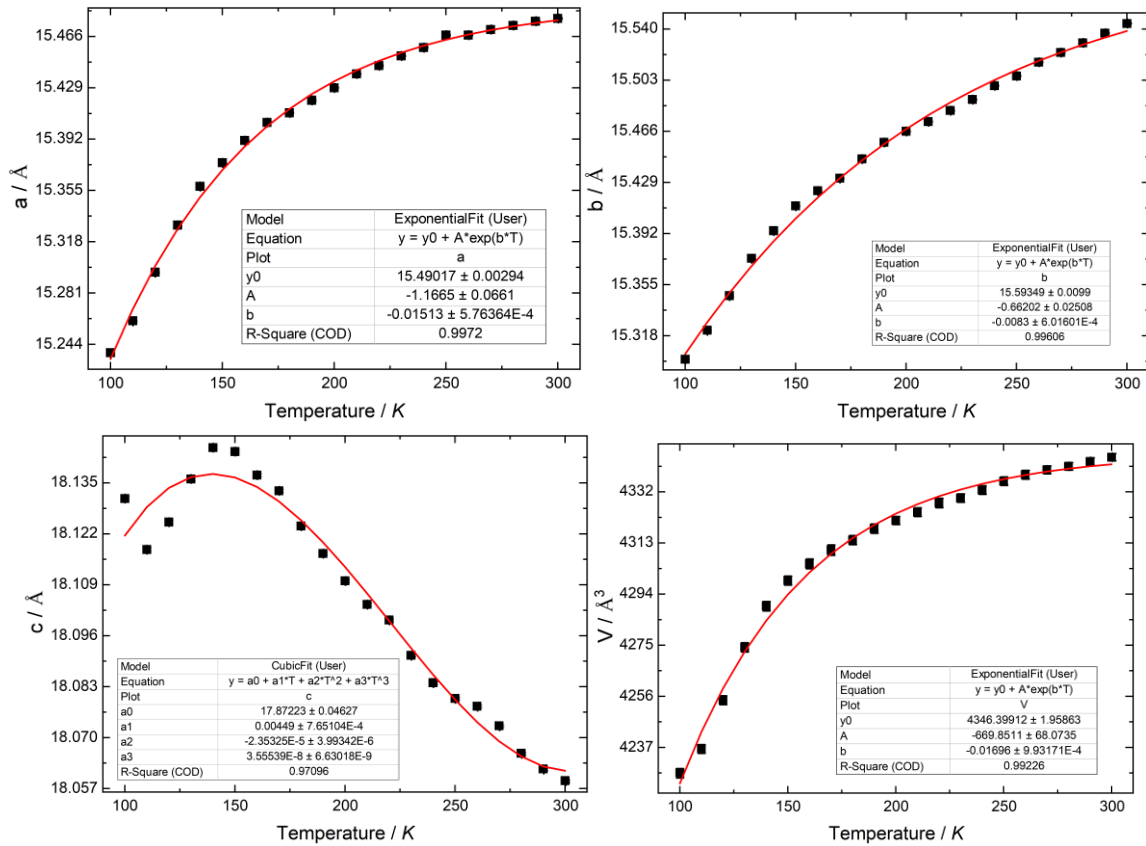 a / Å
15.466
15.429
15.392
15.355
15.318
15.281
15.244
Model ExponentialFit (User)
Equation y = y0 + A*exp(b*T)
Plot a
y0 15.49017 ± 0.00294
A -1.1665 ± 0.0661
b -0.01513 ± 5.76364E-4
R-Square (COD) 0.9972
100 150 200 250 300
Temperature / K
b / Å
15.540
15.503
15.466
15.429
15.392
15.355
15.318
Model ExponentialFit (User)
Equation y = y0 + A*exp(b*T)
Plot b
y0 15.59349 ± 0.0099
A -0.66202 ± 0.02508
b -0.0083 ± 6.01601E-4
R-Square (COD) 0.99606
100 150 200 250 300
Temperature / K
c / Å
18.135
18.122
18.109
18.096
18.083
18.070
18.057
Model CubicFit (User)
Equation y = a0 + a1*T + a2*T^2 + a3*T^3
Plot c
a0 17.87223 ± 0.04627
a1 0.00449 ± 7.65104E-4
a2 -2.35325E-5 ± 3.99342E-6
a3 3.55539E-8 ± 6.63018E-9
R-Square (COD) 0.97096
100 150 200 250 300
Temperature / K
V / Å³
4332
4313
4294
4275
4256
4237
Model ExponentialFit (User)
Equation y = y0 + A*exp(b*T)
Plot V
y0 4346.39912 ± 1.95863
A -669.8511 ± 68.0735
b -0.01696 ± 9.93171E-4
R-Square (COD) 0.99226
100 150 200 250 300
Temperature / K